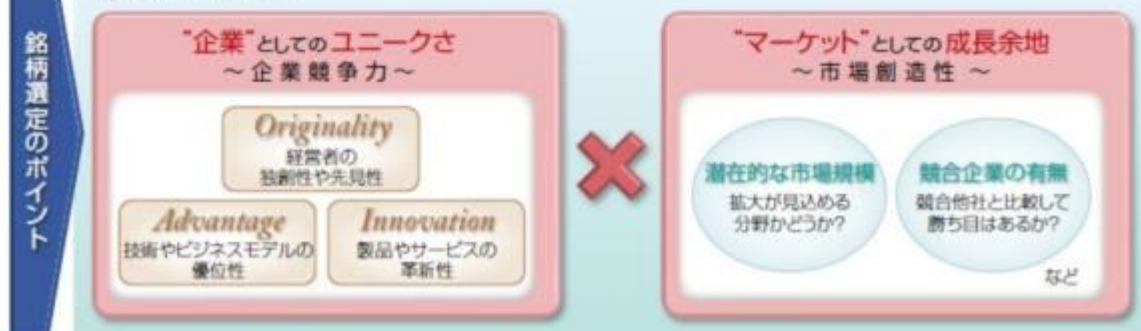 銘柄選定のポイント
"企業"としてのユニークさ
～企業競争力～
Originality
経営者の
独創性や先見性
Advantage
技術やビジネスモデルの
優位性
Innovation
製品やサービスの
革新性
"マーケット"としての成長余地
～市場創造性～
潜在的な市場規模
拡大が見込める
分野かどうか?
競合企業の有無
競合他社と比較して
勝ち目はあるか?
など